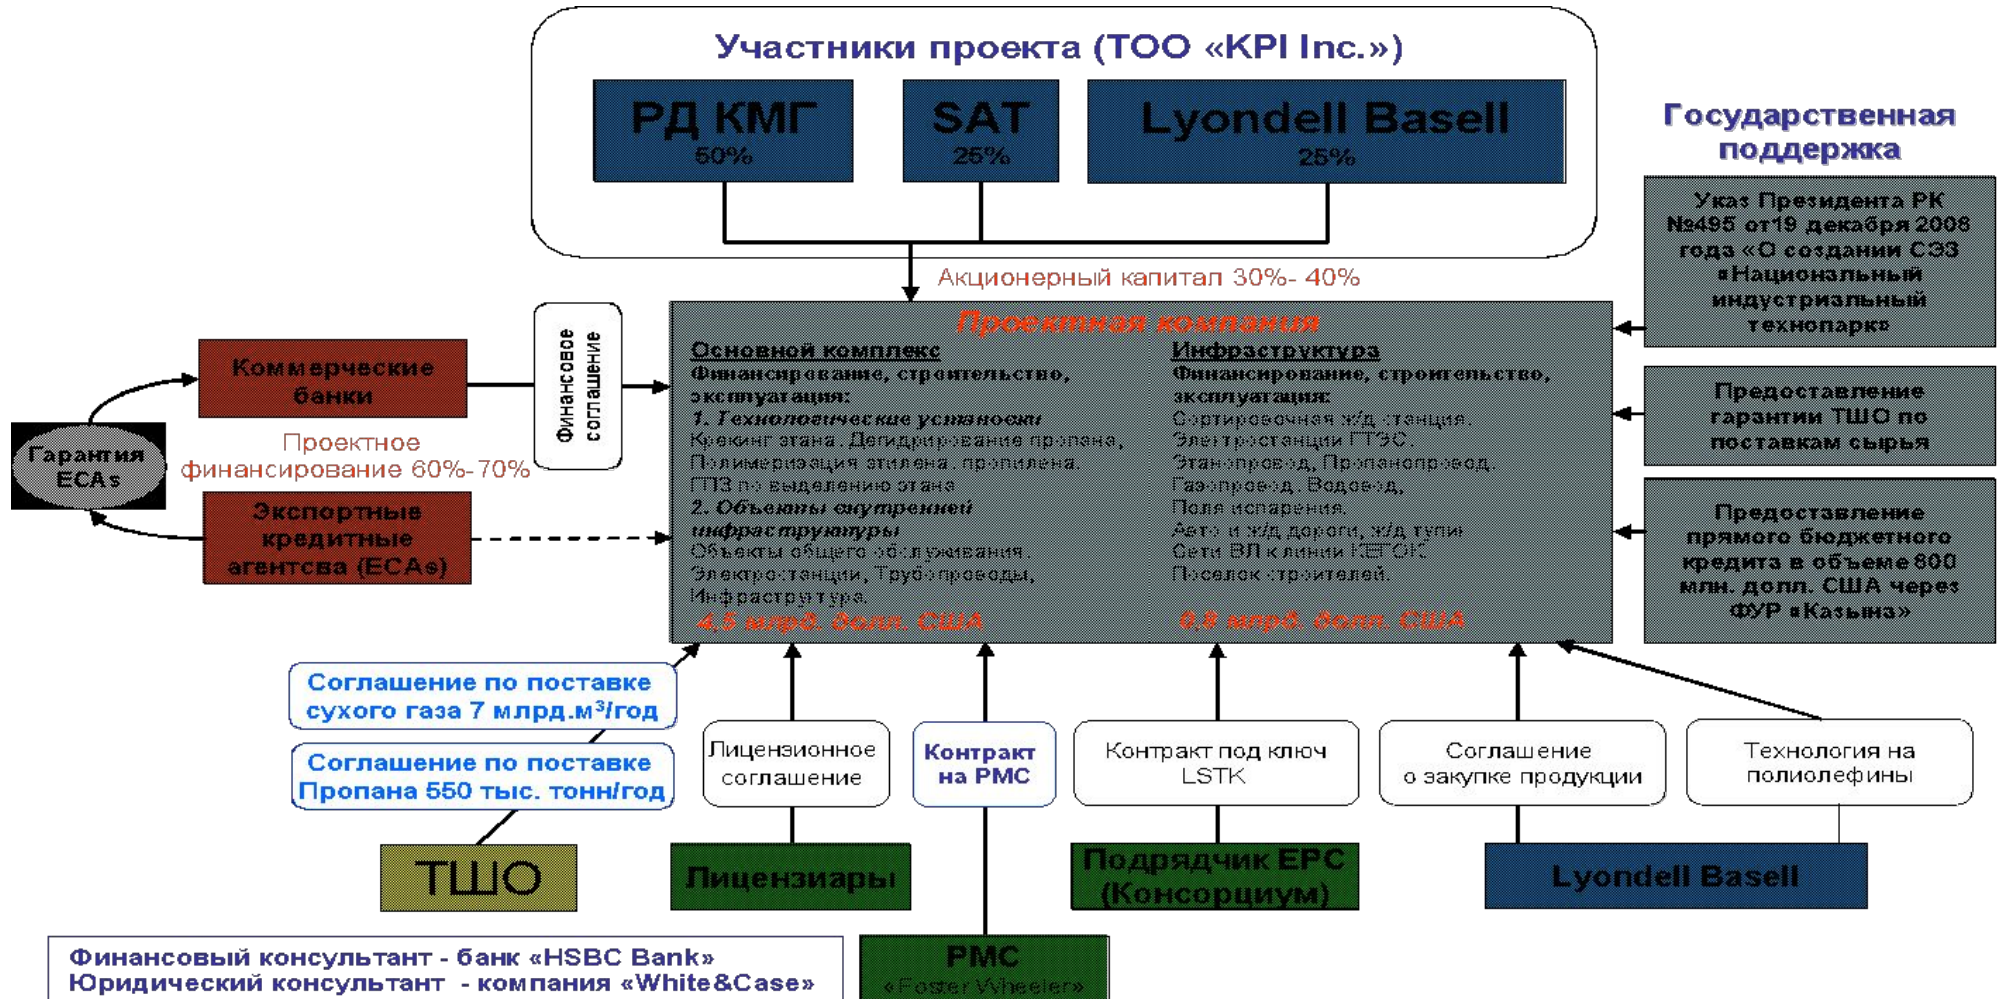 Участники проекта (ТОО «KPI Inc.»)
РД КМГ
50%
SAT
25%
Lyondell Basell
25%
Государственная
поддержка
Указ Президента РК
№495 от19 декабря 2008
года «О создании СЭЗ
«Национальный
индустриальный
технопарк»
Предоставление
гарантии ТШО по
поставкам сырья
Предоставление
прямого бюджетного
кредита в объеме 800
млн. долл. США через
ФУР «Казына»
Акционерный капитал 30%- 40%
Финансовое
соглашение
Коммерческие
банки
Гарантия
ECAs
Проектное
финансирование 60%-70%
Экспортные
кредитные
агентсва (ECAs)
Проектная компания
Основной комплекс
Финансирование, строительство,
эксплуатация:
1. Технологические установки
Крекинг этана. Дегидрирование пропана,
Полимеризация этилена. пропилена.
ГПЗ по выделению этана
2. Объекты внутренней
инфраструктуры
Объекты общего обслуживания.
Электростанции, Трубопроводы,
Инфраструктура.
4,5 млрд. долл. США
Инфраструктура
Финансирование, строительство,
эксплуатация:
Сортировочная ж/д станция.
Электростанции ГТЭС.
Этанопровод, Пропанопровод.
Газопровод. Водовод,
Поля испарения.
Авто и ж/д дороги, ж/д
Сети ВЛ к линии
Поселок строителей.
млрд. долл. США
Соглашение по поставке
сухого газа 7 млрд.м³/год
Соглашение по поставке
Пропана 550 тыс. тонн/год
Лицензионное
соглашение
Контракт
на РМС
Контракт под ключ
LSTK
Соглашение
о закупке продукции
Технология на
полиолефины
ТШО
Лицензиары
Подрядчик EPC
(Консорциум)
Lyondell Basell
РМС
«Foster Wheeler»
Финансовый консультант - банк «HSBC Bank»
Юридический консультант - компания «White&Case»